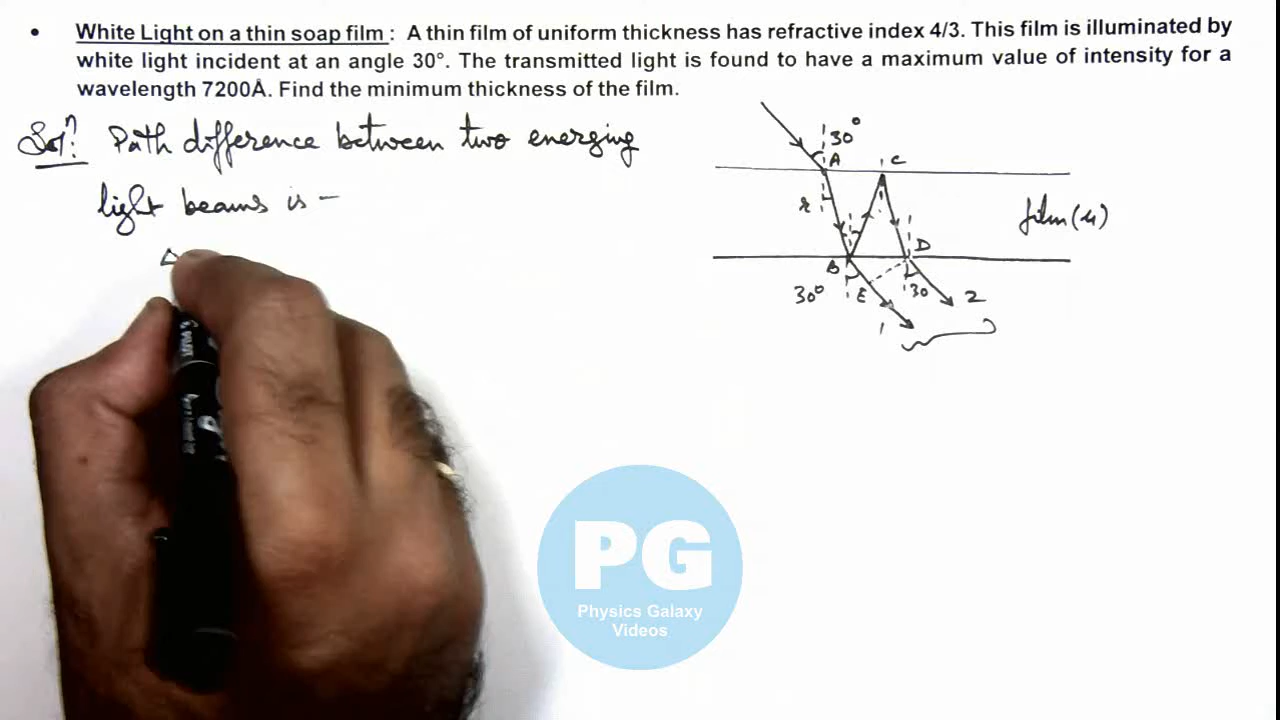 • White Light on a thin soap film : A thin film of uniform thickness has refractive index 4/3. This film is illuminated by
white light incident at an angle 30°. The transmitted light is found to have a maximum value of intensity for a
wavelength 7200Å. Find the minimum thickness of the film.
Solⁿ: Path difference between two energing
light beams is –
Δ
30°
A
C
r
film(μ)
B
D
30°
E
30
2
1
PG
Physics Galaxy
Videos